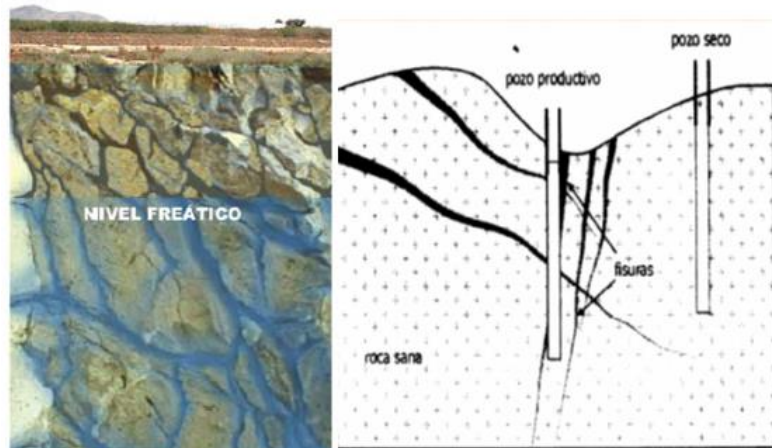 NIVEL FREÁTICO
pozo productivo
pozo seco
fisuras
roca sana